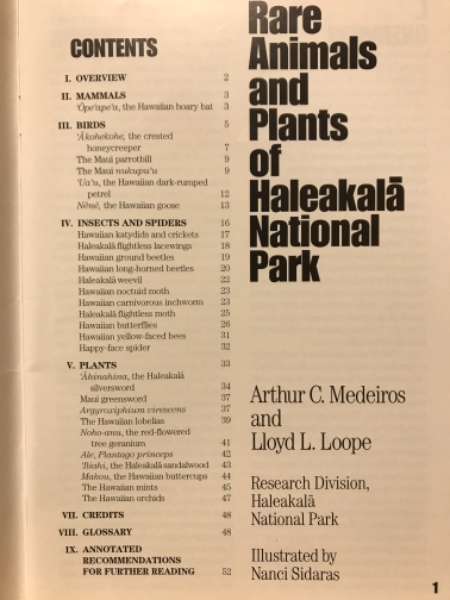 CONTENTS
I. OVERVIEW 2
II. MAMMALS 3
'Ōpe'ape'a, the Hawaiian hoary bat 3
III. BIRDS 5
'Ākohekohe, the crested
honeycreeper 7
The Maui parrotbill 9
The Maui nukupu'u 9
'Ua'u, the Hawaiian dark-rumped
petrel 12
Nēnē, the Hawaiian goose 13
IV. INSECTS AND SPIDERS 16
Hawaiian katydids and crickets 17
Haleakalā flightless lacewings 18
Hawaiian ground beetles 19
Hawaiian long-horned beetles 20
Haleakalā weevil 22
Hawaiian noctuid moth 23
Hawaiian carnivorous inchworm 23
Haleakalā flightless moth 25
Hawaiian butterflies 26
Hawaiian yellow-faced bees 31
Happy-face spider 32
V. PLANTS 33
'Āhinahina, the Haleakalā
silversword 34
Maui greensword 37
Argyroxiphium virescens 37
The Hawaiian lobelias 39
Noho-anu, the red-flowered
tree geranium 41
Ale, Plantago princeps 42
'Iliahi, the Haleakalā sandalwood 43
Makou, the Hawaiian buttercups 44
The Hawaiian mints 45
The Hawaiian orchids 47
VII. CREDITS 48
VIII. GLOSSARY 48
IX. ANNOTATED
RECOMMENDATIONS
FOR FURTHER READING 52
Rare
Animals
and
Plants
of
Haleakalā
National
Park
Arthur C. Medeiros
and
Lloyd L. Loope
Research Division,
Haleakalā
National Park
Illustrated by
Nanci Sidaras
1